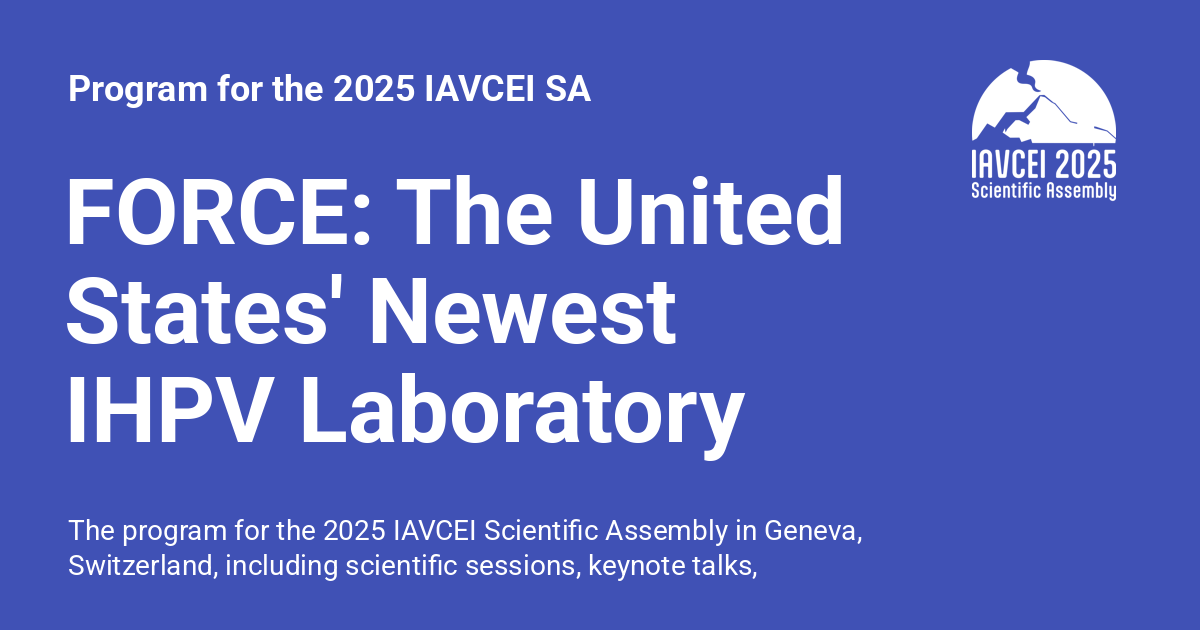 Program for the 2025 IAVCEI SA
IAVCEI 2025
Scientific Assembly
FORCE: The United
States' Newest
IHPV Laboratory
The program for the 2025 IAVCEI Scientific Assembly in Geneva,
Switzerland, including scientific sessions, keynote talks,